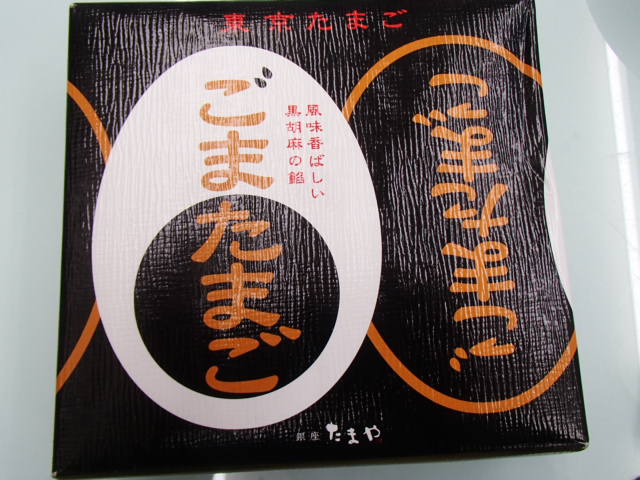 東京たまご
ごまたまご
風味香ばしい
黒胡麻の餡
ごまたまご
銀座たまや